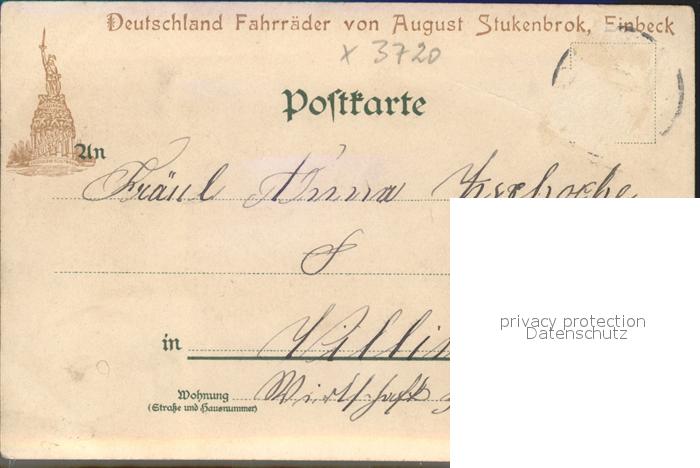 Deutschland Fahrräder von August Stukenbrok, Einbeck
x 3720
Postkarte
An
Fräul Anna
in
Wohnung Wirtschaft
(Straße und Hausnummer)
privacy protection
Datenschutz